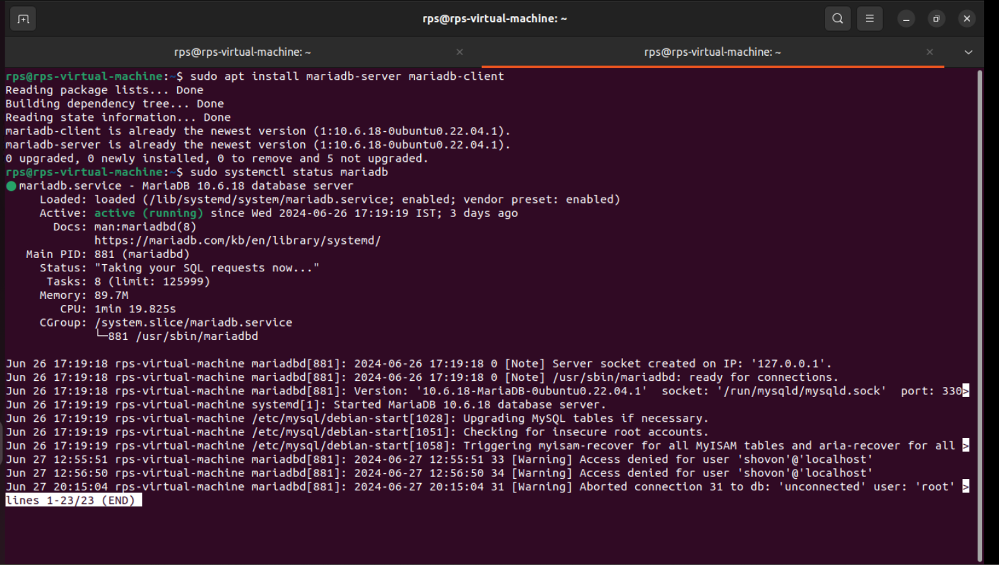 rps@rps-virtual-machine: ~
rps@rps-virtual-machine: ~
rps@rps-virtual-machine: ~
rps@rps-virtual-machine:~$ sudo apt install mariadb-server mariadb-client
Reading package lists... Done
Building dependency tree... Done
Reading state information... Done
mariadb-client is already the newest version (1:10.6.18-0ubuntu0.22.04.1).
mariadb-server is already the newest version (1:10.6.18-0ubuntu0.22.04.1).
0 upgraded, 0 newly installed, 0 to remove and 5 not upgraded.
rps@rps-virtual-machine:~$ sudo systemctl status mariadb
● mariadb.service - MariaDB 10.6.18 database server
     Loaded: loaded (/lib/systemd/system/mariadb.service; enabled; vendor preset: enabled)
     Active: active (running) since Wed 2024-06-26 17:19:19 IST; 3 days ago
       Docs: man:mariadbd(8)
             https://mariadb.com/kb/en/library/systemd/
   Main PID: 881 (mariadbd)
     Status: "Taking your SQL requests now..."
      Tasks: 8 (limit: 125999)
     Memory: 89.7M
        CPU: 1min 19.825s
     CGroup: /system.slice/mariadb.service
             └─881 /usr/sbin/mariadbd
Jun 26 17:19:18 rps-virtual-machine mariadbd[881]: 2024-06-26 17:19:18 0 [Note] Server socket created on IP: '127.0.0.1'.
Jun 26 17:19:18 rps-virtual-machine mariadbd[881]: 2024-06-26 17:19:18 0 [Note] /usr/sbin/mariadbd: ready for connections.
Jun 26 17:19:18 rps-virtual-machine mariadbd[881]: Version: '10.6.18-MariaDB-0ubuntu0.22.04.1'  socket: '/run/mysqld/mysqld.sock'  port: 330>
Jun 26 17:19:19 rps-virtual-machine systemd[1]: Started MariaDB 10.6.18 database server.
Jun 26 17:19:19 rps-virtual-machine /etc/mysql/debian-start[1028]: Upgrading MySQL tables if necessary.
Jun 26 17:19:19 rps-virtual-machine /etc/mysql/debian-start[1051]: Checking for insecure root accounts.
Jun 26 17:19:19 rps-virtual-machine /etc/mysql/debian-start[1058]: Triggering myisam-recover for all MyISAM tables and aria-recover for all >
Jun 27 12:55:51 rps-virtual-machine mariadbd[881]: 2024-06-27 12:55:51 33 [Warning] Access denied for user 'shovon'@'localhost'
Jun 27 12:56:50 rps-virtual-machine mariadbd[881]: 2024-06-27 12:56:50 34 [Warning] Access denied for user 'shovon'@'localhost'
Jun 27 20:15:04 rps-virtual-machine mariadbd[881]: 2024-06-27 20:15:04 31 [Warning] Aborted connection 31 to db: 'unconnected' user: 'root' >
lines 1-23/23 (END)